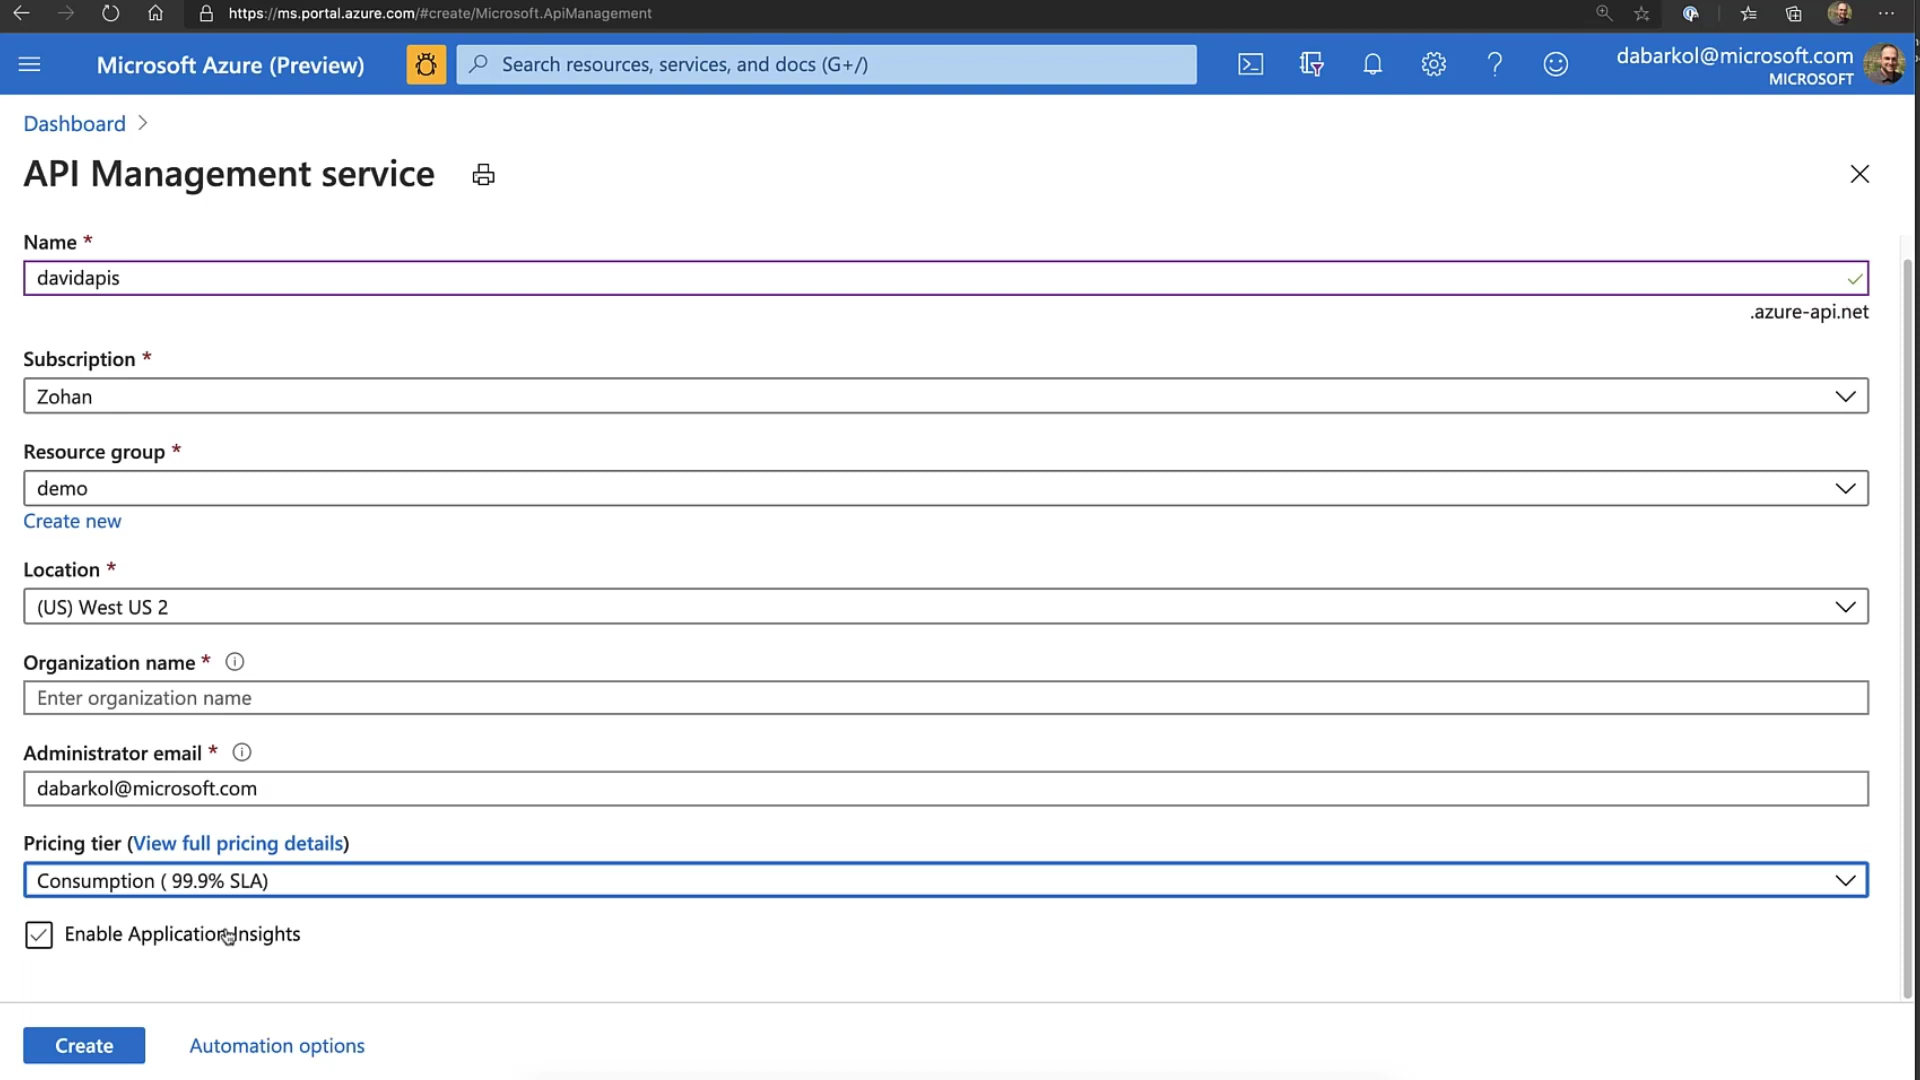 https://ms.portal.azure.com/#create/Microsoft.ApiManagement
Microsoft Azure (Preview)
Search resources, services, and docs (G+/)
dabarkol@microsoft.com
MICROSOFT
Dashboard
API Management service
Name *
davidapis
.azure-api.net
Subscription *
Zohan
Resource group *
demo
Create new
Location *
(US) West US 2
Organization name *
Enter organization name
Administrator email *
dabarkol@microsoft.com
Pricing tier (View full pricing details)
Consumption ( 99.9% SLA)
Enable Application Insights
Create
Automation options